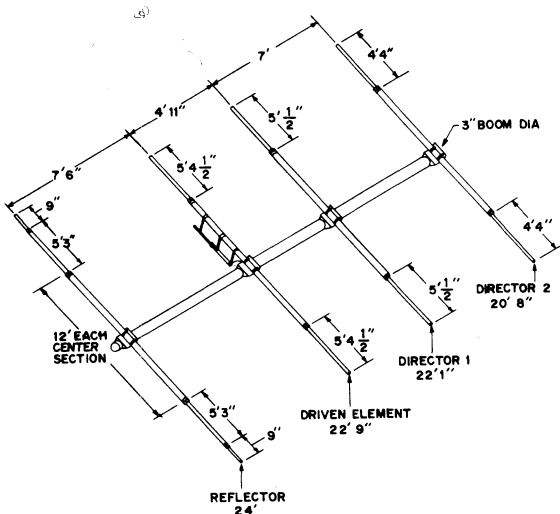 7'
4'11"
7'6"
4'4"
5' 1/2"
3" BOOM DIA
5'4 1/2"
9"
5'3"
4'4"
DIRECTOR 2
20' 8"
5' 1/2"
12' EACH
CENTER
SECTION
5'4 1/2"
DIRECTOR 1
22'1"
5'3"
9"
DRIVEN ELEMENT
22' 9"
REFLECTOR
24'